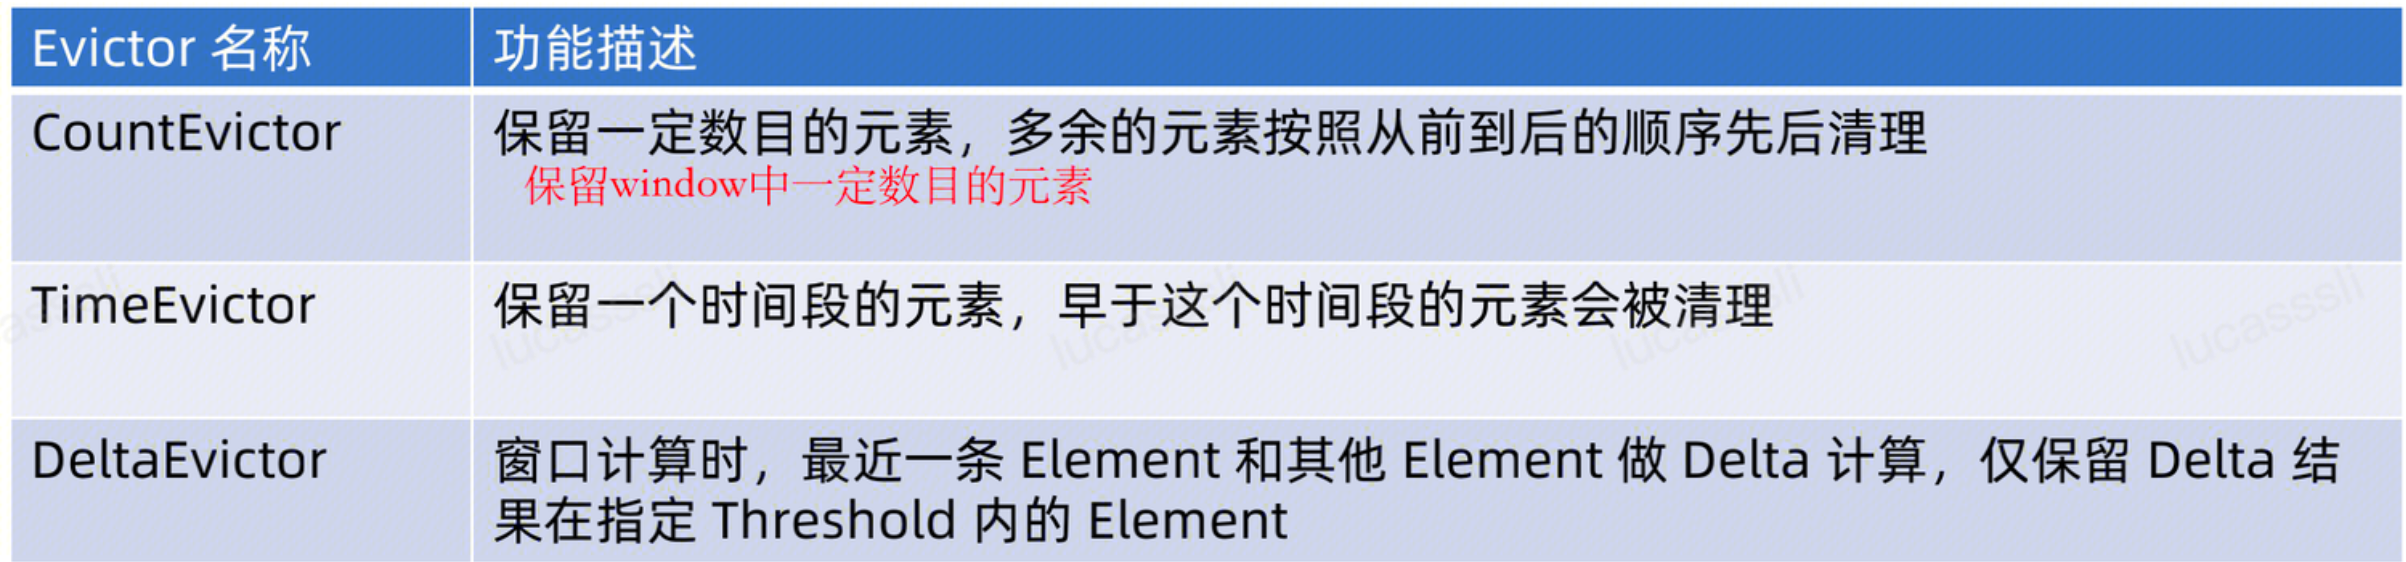 Evictor 名称
功能描述
CountEvictor
保留一定数目的元素，多余的元素按照从前到后的顺序先后清理
保留window中一定数目的元素
TimeEvictor
保留一个时间段的元素，早于这个时间段的元素会被清理
DeltaEvictor
窗口计算时，最近一条 Element 和其他 Element 做 Delta 计算，仅保留 Delta 结
果在指定 Threshold 内的 Element
asssli
lucasssli
lucasssli
lucasssli
lucasssli